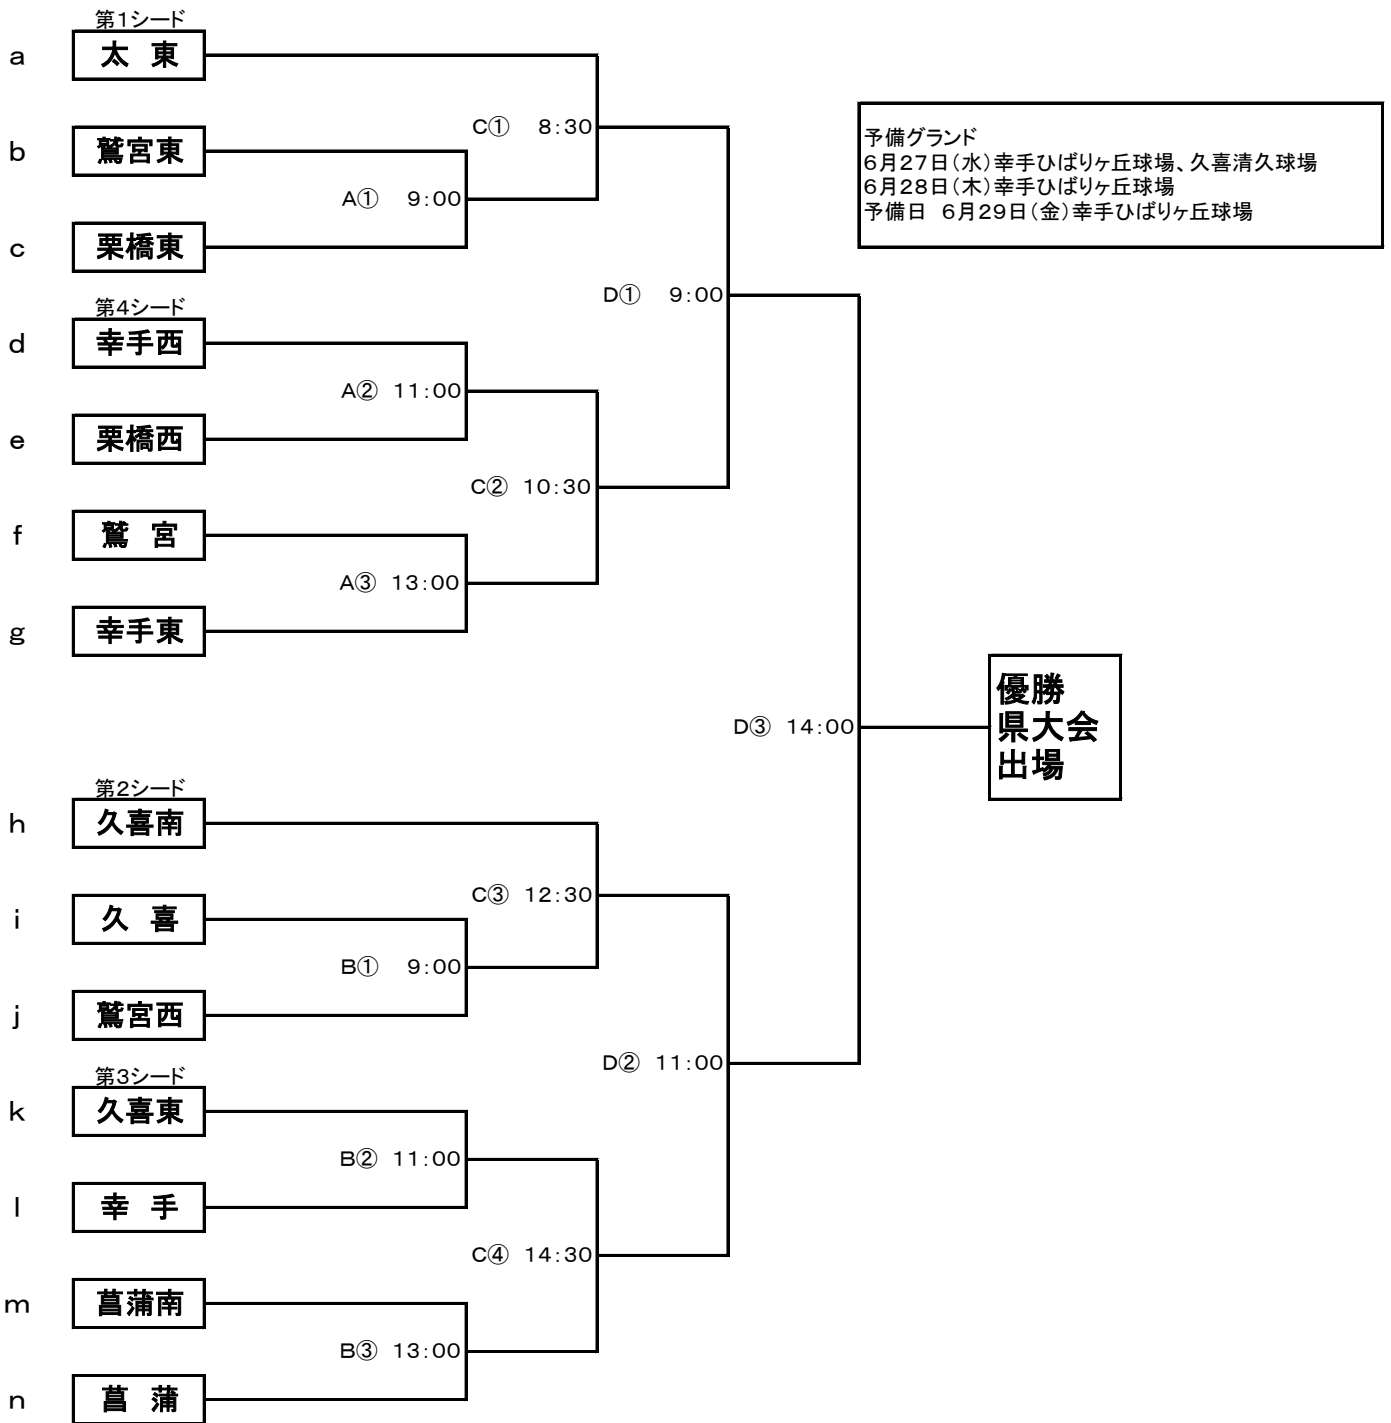 第1シード
a 太 東
C① 8:30
b 鷲宮東
A① 9:00
c 栗橋東
予備グランド
6月27日(水)幸手ひばりヶ丘球場、久喜清久球場
6月28日(木)幸手ひばりヶ丘球場
予備日 6月29日(金)幸手ひばりヶ丘球場
D① 9:00
第4シード
d 幸手西
A② 11:00
e 栗橋西
C② 10:30
f 鷲 宮
A③ 13:00
g 幸手東
D③ 14:00
優勝
県大会
出場
第2シード
h 久喜南
C③ 12:30
i 久 喜
B① 9:00
j 鷲宮西
D② 11:00
第3シード
k 久喜東
B② 11:00
l 幸 手
C④ 14:30
m 菖蒲南
B③ 13:00
n 菖 蒲